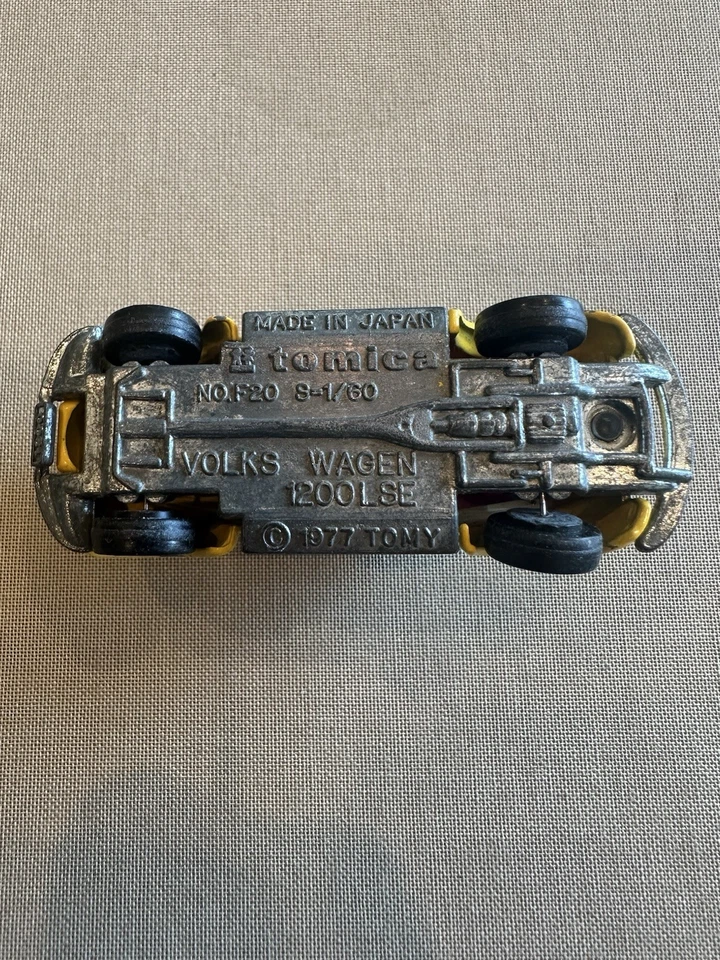 MADE IN JAPAN
tomica
NO.F20 S-1/60
VOLKS WAGEN
1200LSE
© 1977 TOMY